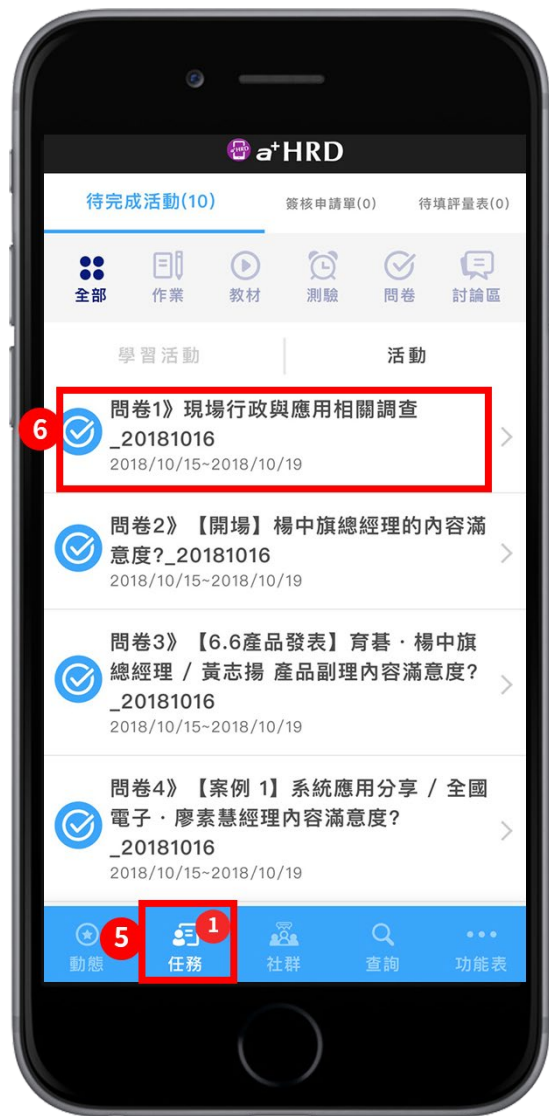 a+HRD
待完成活動(10) 簽核申請單(0) 待填評量表(0)
全部 作業 教材 測驗 問卷 討論區
學習活動 活動
6
問卷1》現場行政與應用相關調查
_20181016
2018/10/15~2018/10/19
問卷2》【開場】楊中旗總經理的內容滿
意度?_20181016
2018/10/15~2018/10/19
問卷3》【6.6產品發表】育碁‧楊中旗
總經理 / 黃志揚 產品副理內容滿意度?
_20181016
2018/10/15~2018/10/19
問卷4》【案例 1】系統應用分享 / 全國
電子‧廖素慧經理內容滿意度?
_20181016
2018/10/15~2018/10/19
5 1
動態 任務 社群 查詢 功能表